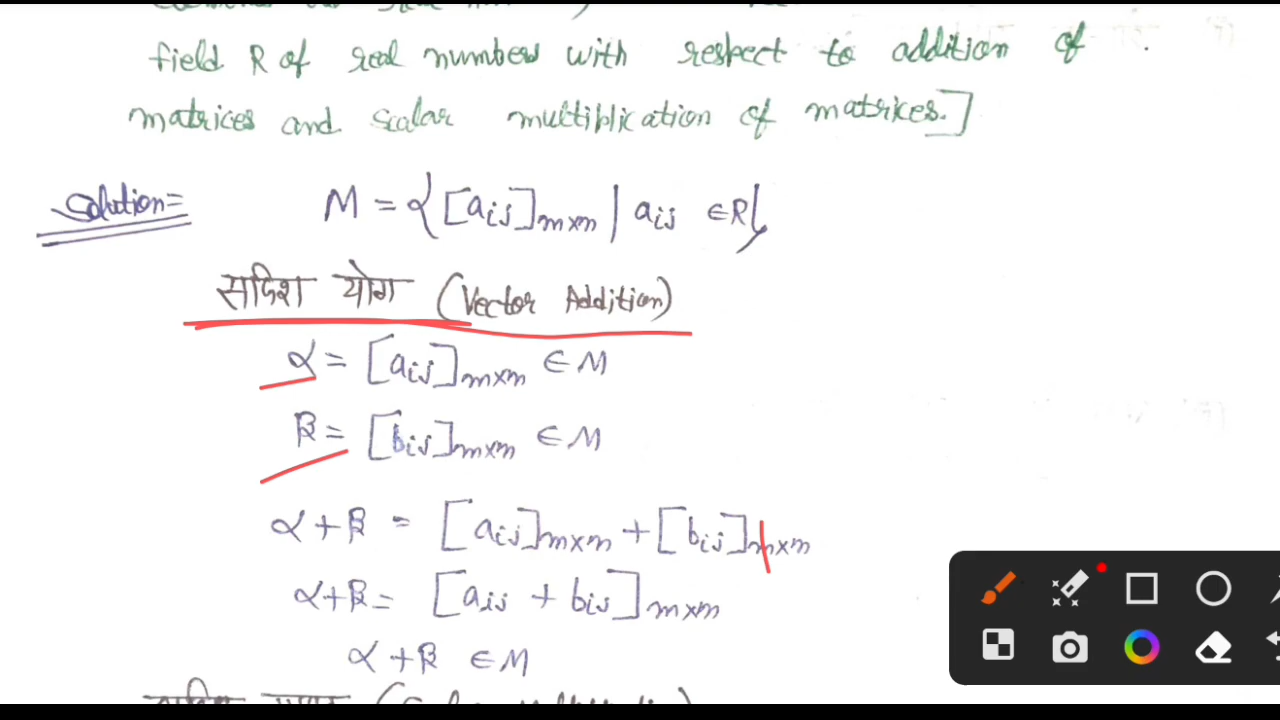 field R of real numbers with respect to addition of
matrices and scalar multiplication of matrices.]
Solution=
M = {[aij]m×n | aij ∈R}
सदिश योग (Vector Addition)
α = [aij]m×n ∈ M
β = [bij]m×n ∈ M
α+β = [aij]m×n + [bij]m×n
α+β = [aij + bij]m×n
α+β ∈ M